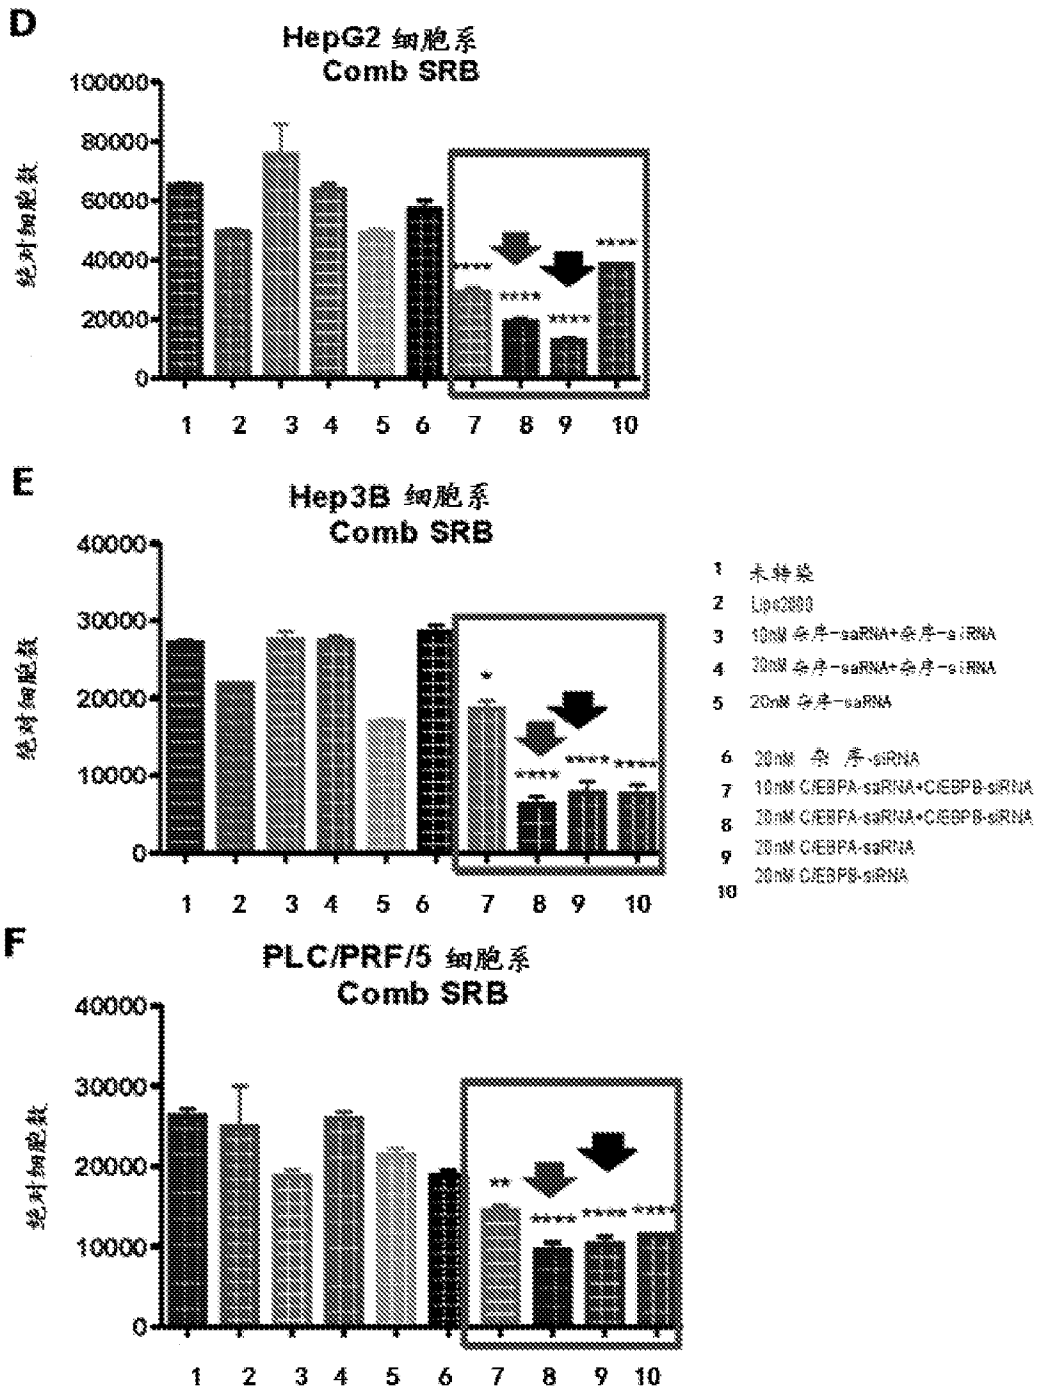 D
HepG2 细胞系
Comb SRB
绝对细胞数
100000
80000
60000
40000
20000
0
****
****
****
****
1 2 3 4 5 6 7 8 9 10
E
Hep3B 细胞系
Comb SRB
绝对细胞数
40000
30000
20000
10000
0
*
****
****
****
1 2 3 4 5 6 7 8 9 10
1 未转染
2 Lipo2000
3 10nM 杂序-saRNA+杂序-siRNA
4 20nM 杂序-saRNA+杂序-siRNA
5 20nM 杂序-saRNA
6 20nM 杂 序-siRNA
7 10nM C/EBPA-saRNA+C/EBPB-siRNA
8 20nM C/EBPA-saRNA+C/EBPB-siRNA
9 20nM C/EBPA-saRNA
10 20nM C/EBPB-siRNA
F
PLC/PRF/5 细胞系
Comb SRB
绝对细胞数
40000
30000
20000
10000
0
**
****
****
****
1 2 3 4 5 6 7 8 9 10